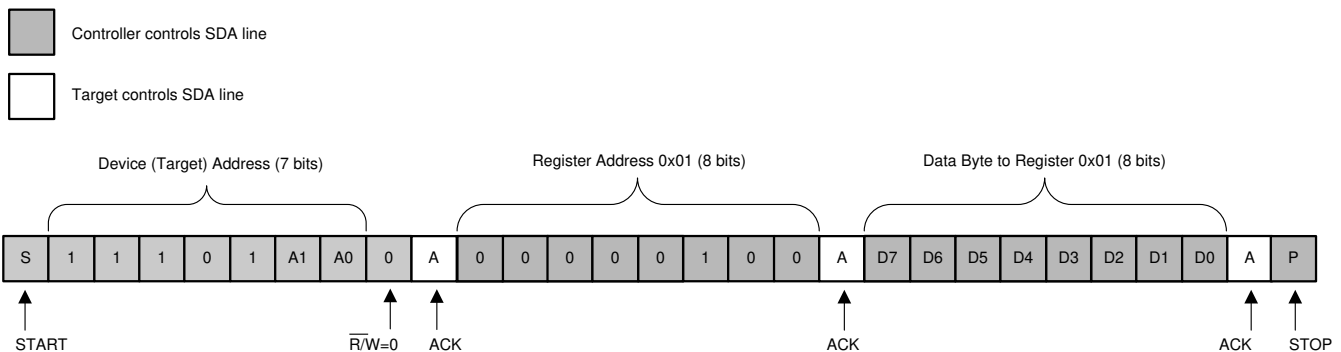 Controller controls SDA line
Target controls SDA line
Device (Target) Address (7 bits)
Register Address 0x01 (8 bits)
Data Byte to Register 0x01 (8 bits)
S 1 1 1 0 1 A1 A0 0 A 0 0 0 0 0 1 0 0 A D7 D6 D5 D4 D3 D2 D1 D0 A P
START R/W=0 ACK ACK ACK STOP